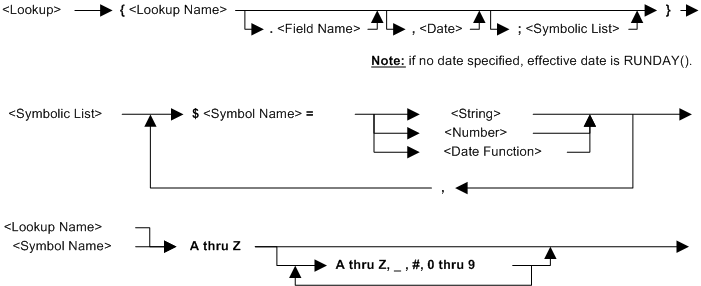 <Lookup> { <Lookup Name> }
. <Field Name> , <Date> ; <Symbolic List>
Note: if no date specified, effective date is RUNDAY().
<Symbolic List> $ <Symbol Name> = <String>
<Number>
<Date Function>
,
<Lookup Name>
<Symbol Name> A thru Z
A thru Z, _ , #, 0 thru 9